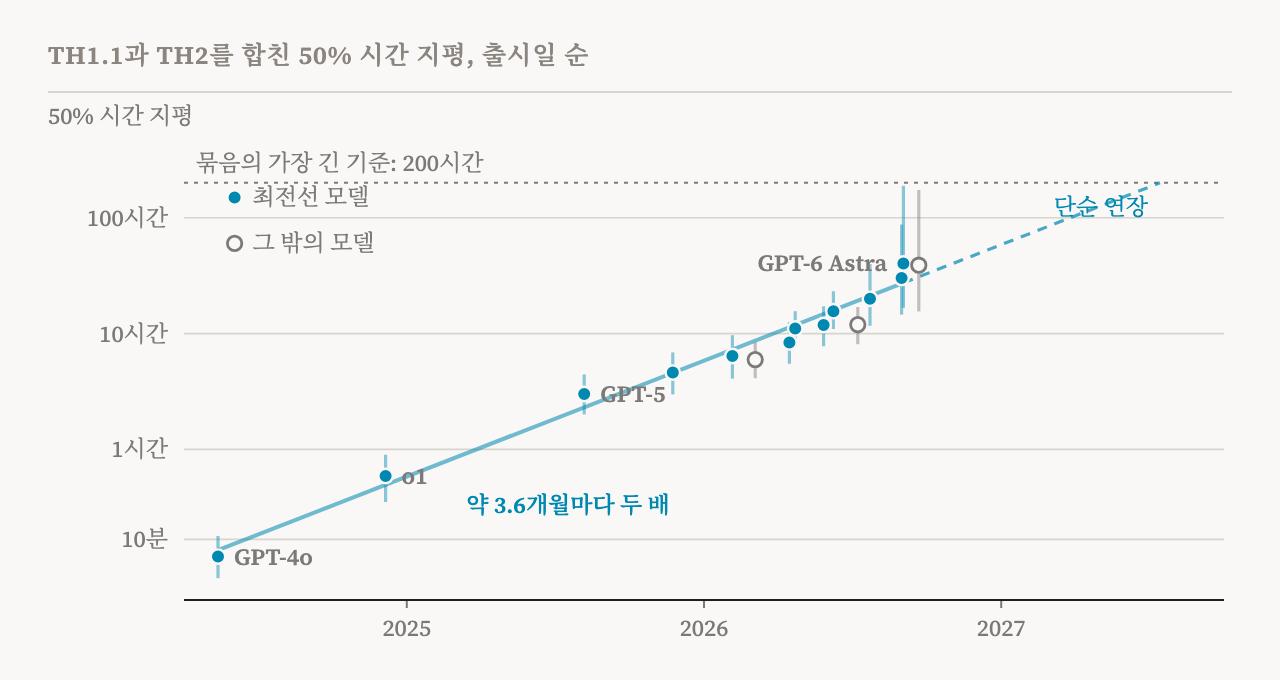 TH1.1과 TH2를 합친 50% 시간 지평, 출시일 순
50% 시간 지평
묶음의 가장 긴 기준: 200시간
최전선 모델
그 밖의 모델
100시간
10시간
1시간
10분
단순 연장
GPT-6 Astra
GPT-5
o1
약 3.6개월마다 두 배
GPT-4o
2025
2026
2027